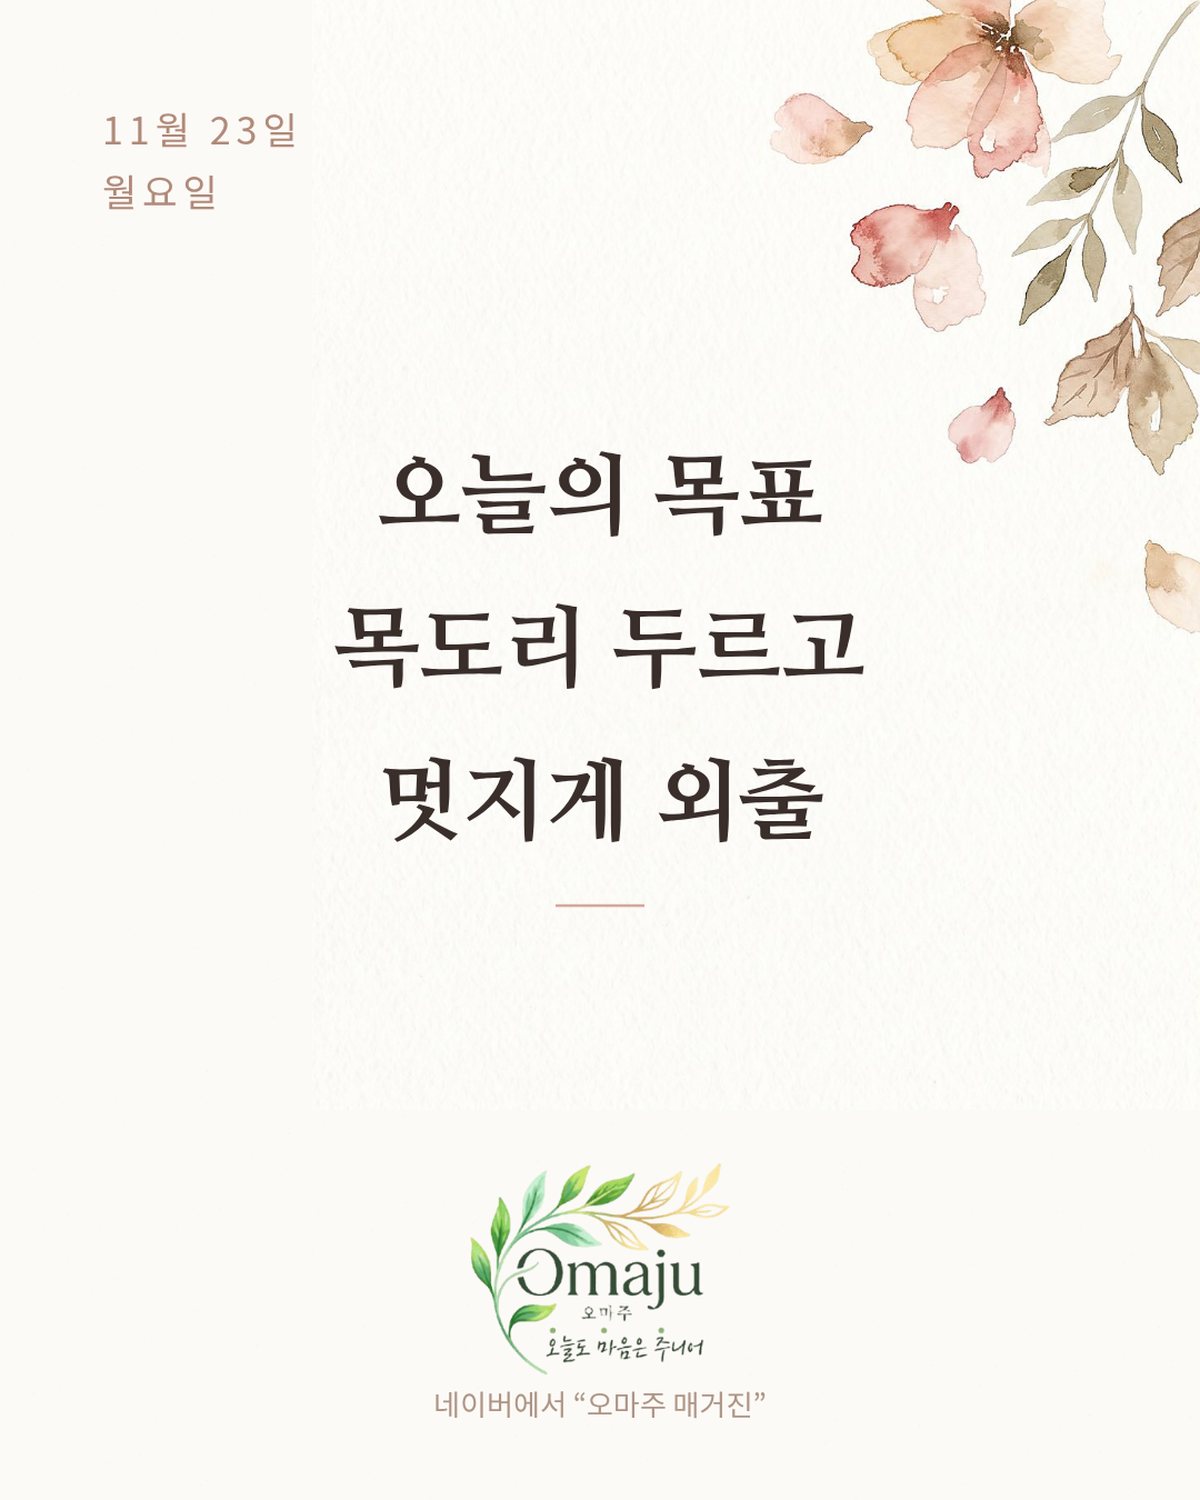 11월 23일
월요일
오늘의 목표
목도리 두르고
멋지게 외출
Omaju
오마주
오늘도 마음은 주니어
네이버에서 “오마주 매거진”